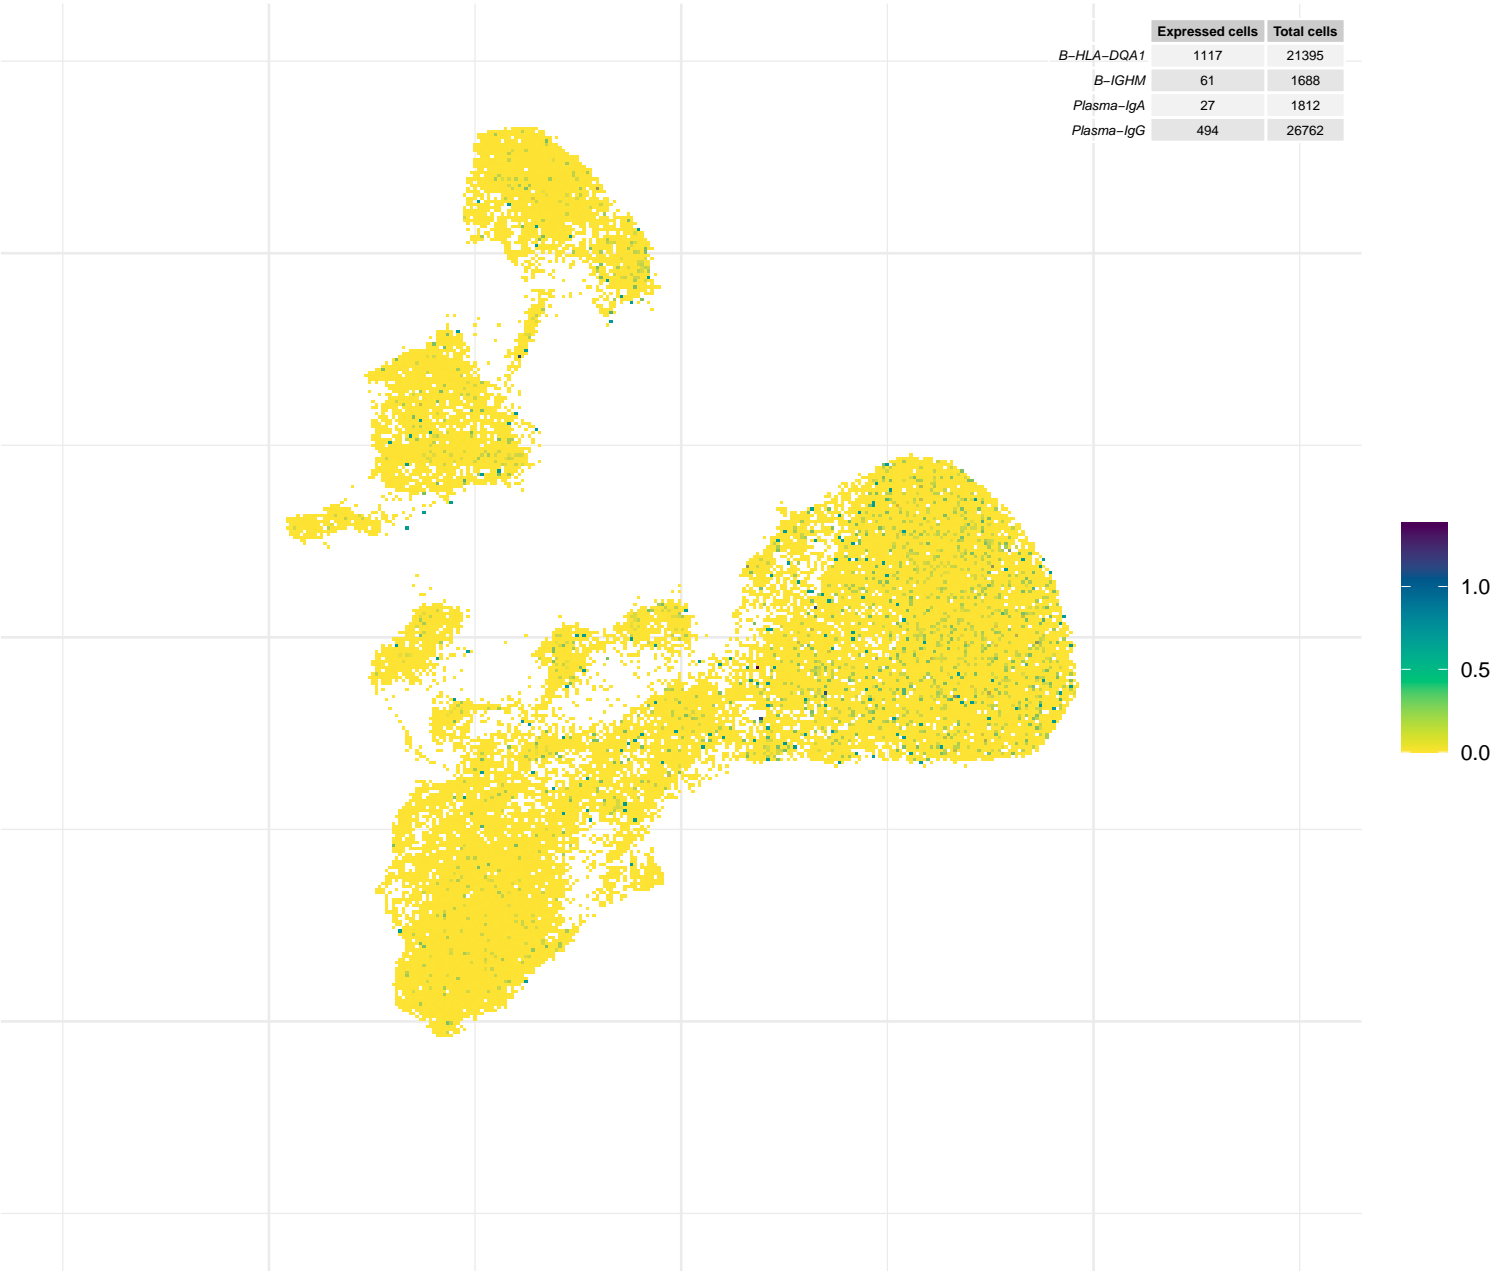 Expressed cells Total cells
B−HLA−DQA1 1117 21395
B−IGHM 61 1688
Plasma−IgA 27 1812
Plasma−IgG 494 26762
1.0
0.5
0.0